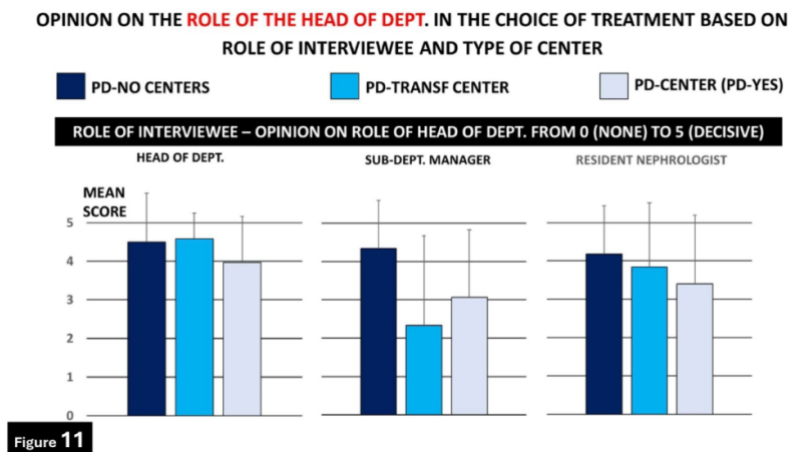 OPINION ON THE ROLE OF THE HEAD OF DEPT. IN THE CHOICE OF TREATMENT BASED ON
ROLE OF INTERVIEWEE AND TYPE OF CENTER
PD-NO CENTERS
PD-TRANSF CENTER
PD-CENTER (PD-YES)
ROLE OF INTERVIEWEE – OPINION ON ROLE OF HEAD OF DEPT. FROM 0 (NONE) TO 5 (DECISIVE)
HEAD OF DEPT.
SUB-DEPT. MANAGER
RESIDENT NEPHROLOGIST
MEAN
SCORE
5
4
3
2
1
0
Figure 11